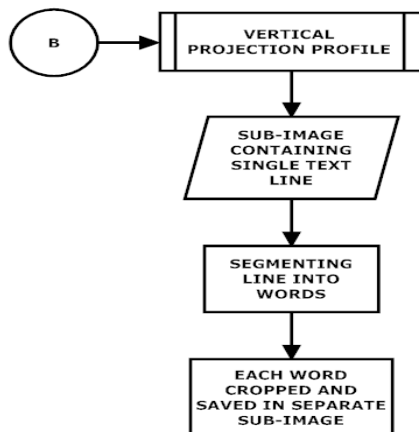 B
VERTICAL
PROJECTION PROFILE
SUB-IMAGE
CONTAINING
SINGLE TEXT
LINE
SEGMENTING
LINE INTO
WORDS
EACH WORD
CROPPED AND
SAVED IN SEPARATE
SUB-IMAGE